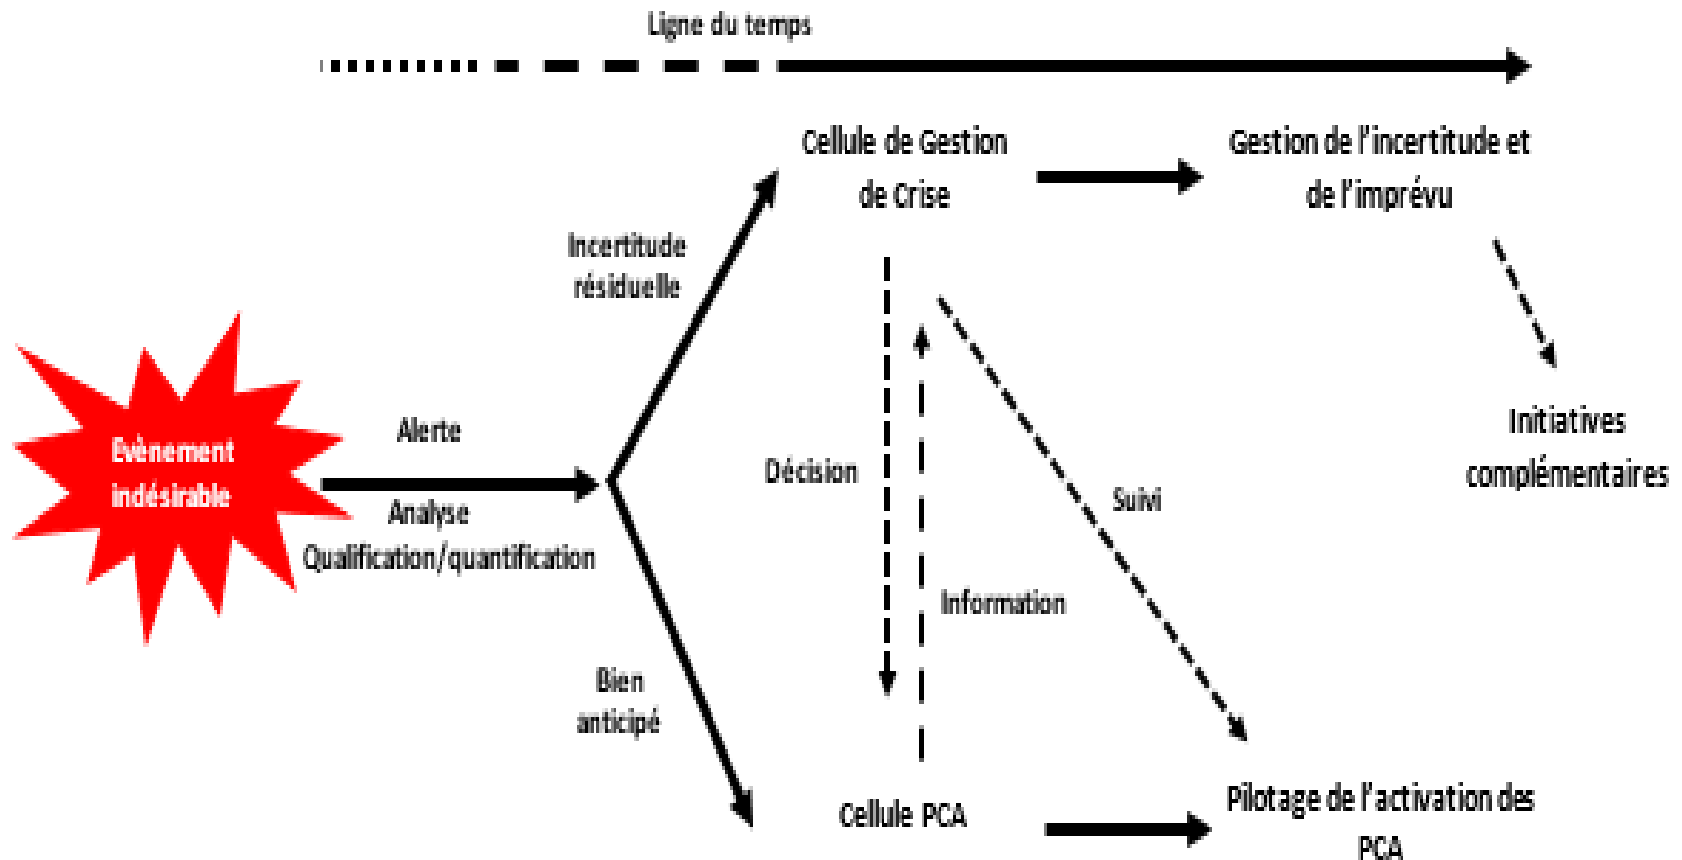 Ligne du temps
Cellule de Gestion
de Crise
Gestion de l'incertitude et
de l'imprévu
Incertitude
résiduelle
Evènement
indésirable
Alerte
Analyse
Qualification/quantification
Décision
Suivi
Initiatives
complémentaires
Information
Bien
anticipé
Cellule PCA
Pilotage de l'activation des
PCA